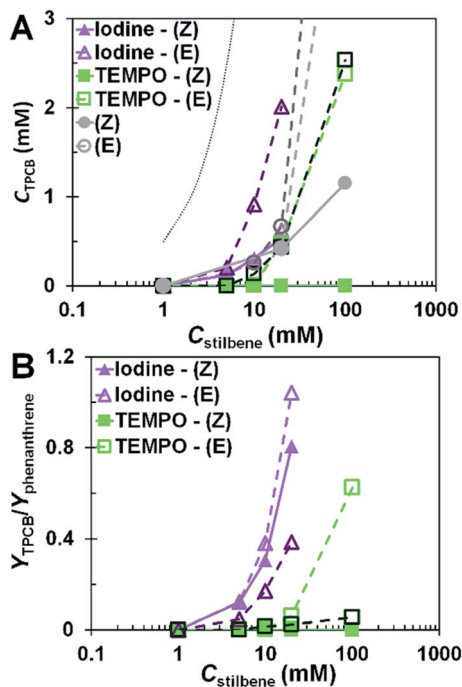 A
Iodine - (Z)
Iodine - (E)
TEMPO - (Z)
TEMPO - (E)
(Z)
(E)
3
2
1
0
C_TPCB (mM)
0.1 1 10 100 1000
C_stilbene (mM)
B
Iodine - (Z)
Iodine - (E)
TEMPO - (Z)
TEMPO - (E)
1.2
0.8
0.4
0
Y_TPCB/Y_phenanthrene
0.1 1 10 100 1000
C_stilbene (mM)